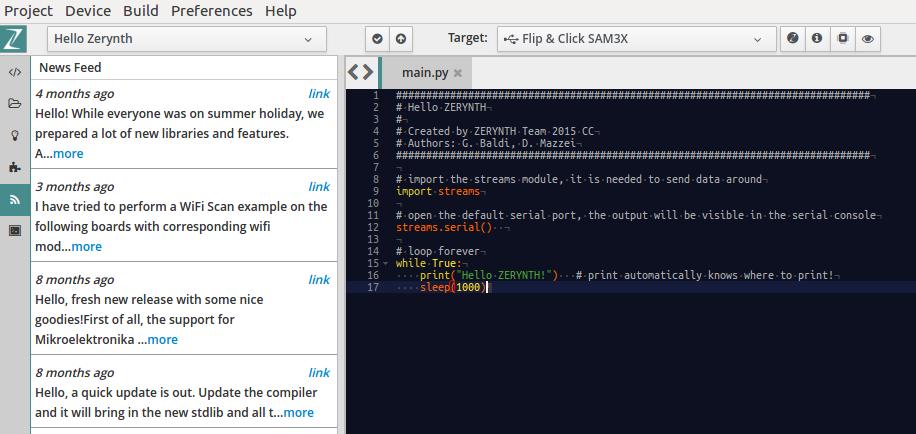 Project Device Build Preferences Help
Z Hello Zerynth Target: Flip & Click SAM3X
News Feed
4 months ago link
Hello! While everyone was on summer holiday, we
prepared a lot of new libraries and features.
A...more
3 months ago link
I have tried to perform a WiFi Scan example on the
following boards with corresponding wifi
mod...more
8 months ago link
Hello, fresh new release with some nice
goodies!First of all, the support for
Mikroelektronika ...more
8 months ago link
Hello, a quick update is out. Update the compiler
and it will bring in the new stdlib and all t...more
main.py
1 ################################################################################
2 # Hello ZERYNTH
3 #
4 # Created by ZERYNTH Team 2015 CC
5 # Authors: G. Baldi, D. Mazzei
6 ################################################################################
7
8 # import the streams module, it is needed to send data around
9 import streams
10
11 # open the default serial port, the output will be visible in the serial console
12 streams.serial()
13
14 # loop forever
15 while True:
16     print("Hello ZERYNTH!")   # print automatically knows where to print!
17     sleep(1000)